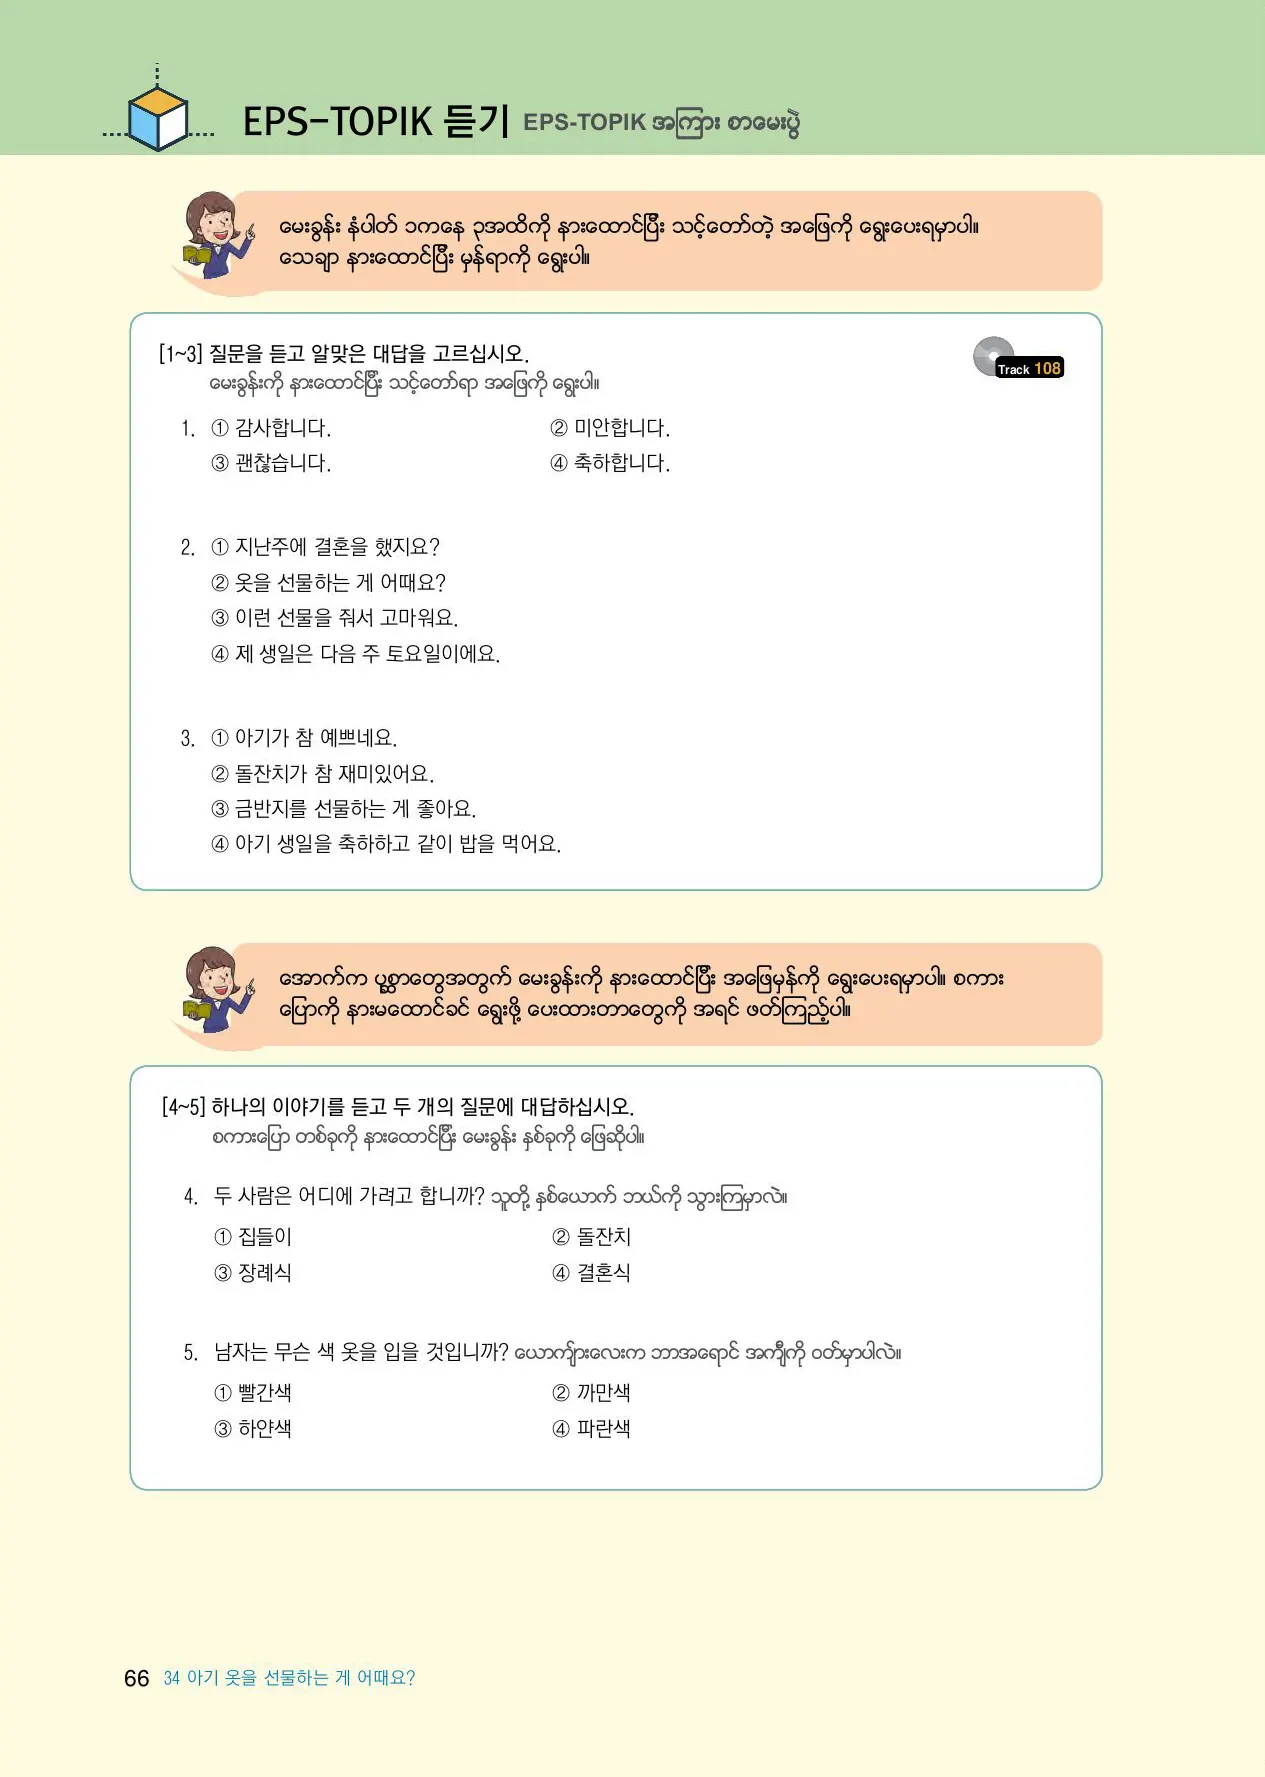 EPS-TOPIK 듣기 EPS-TOPIK အကြား စာမေးပွဲ
မေးခွန်း နံပါတ် ၁ကနေ ၃အထိကို နားထောင်ပြီး သင့်တော်တဲ့ အဖြေကို ရွေးပေးရမှာပါ။
သေချာ နားထောင်ပြီး မှန်ရာကို ရွေးပါ။
[1~3] 질문을 듣고 알맞은 대답을 고르십시오.
Track 108
မေးခွန်းကို နားထောင်ပြီး သင့်တော်ရာ အဖြေကို ရွေးပါ။
1. ① 감사합니다. ② 미안합니다.
③ 괜찮습니다. ④ 축하합니다.
2. ① 지난주에 결혼을 했지요?
② 옷을 선물하는 게 어때요?
③ 이런 선물을 줘서 고마워요.
④ 제 생일은 다음 주 토요일이에요.
3. ① 아기가 참 예쁘네요.
② 돌잔치가 참 재미있어요.
③ 금반지를 선물하는 게 좋아요.
④ 아기 생일을 축하하고 같이 밥을 먹어요.
အောက်က ပုစ္ဆာတွေအတွက် မေးခွန်းကို နားထောင်ပြီး အဖြေမှန်ကို ရွေးပေးရမှာပါ။ စကား
ပြောကို နားမထောင်ခင် ရွေးဖို့ ပေးထားတာတွေကို အရင် ဖတ်ကြည့်ပါ။
[4~5] 하나의 이야기를 듣고 두 개의 질문에 대답하십시오.
စကားပြော တစ်ခုကို နားထောင်ပြီး မေးခွန်း နှစ်ခုကို ဖြေဆိုပါ။
4. 두 사람은 어디에 가려고 합니까? သူတို့ နှစ်ယောက် ဘယ်ကို သွားကြမှာလဲ။
① 집들이 ② 돌잔치
③ 장례식 ④ 결혼식
5. 남자는 무슨 색 옷을 입을 것입니까? ယောက်ျားလေးက ဘာအရောင် အင်္ကျီကို ဝတ်မှာပါလဲ။
① 빨간색 ② 까만색
③ 하얀색 ④ 파란색
66 34 아기 옷을 선물하는 게 어때요?